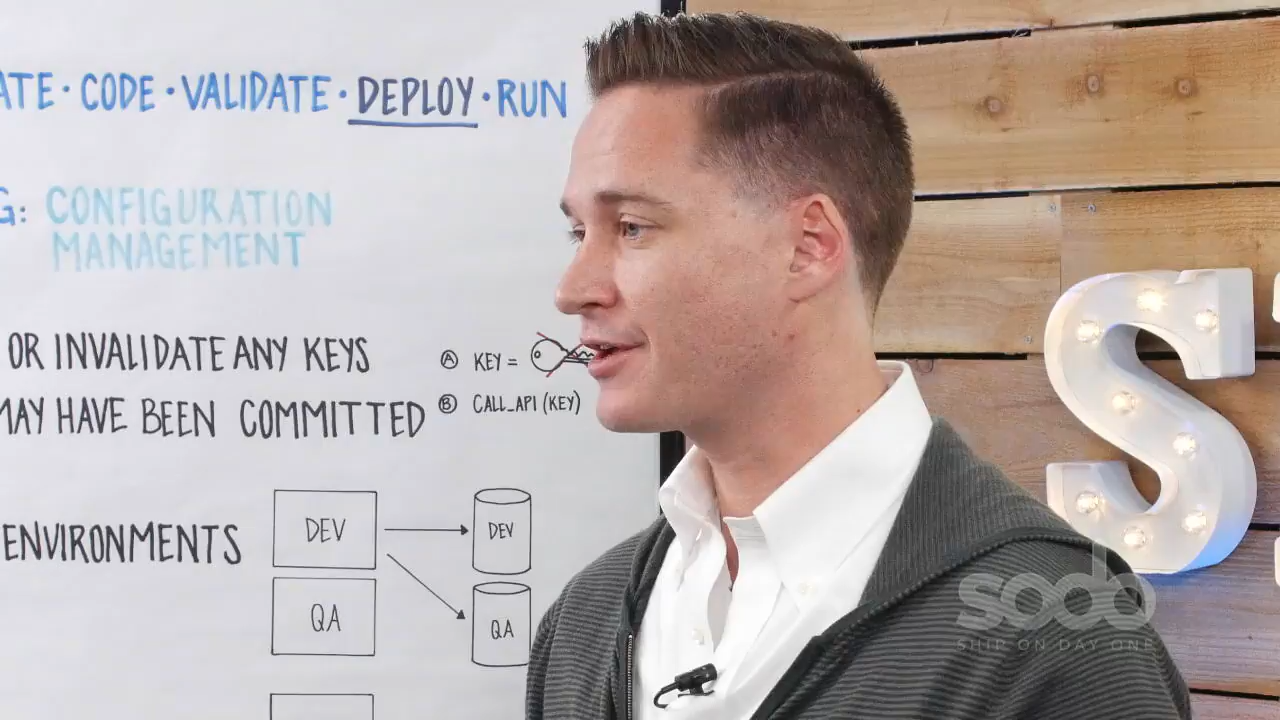 ATE · CODE · VALIDATE · DEPLOY · RUN
G: CONFIGURATION
MANAGEMENT
OR INVALIDATE ANY KEYS
MAY HAVE BEEN COMMITTED
A KEY =
B CALL_API (KEY)
ENVIRONMENTS
DEV
DEV
QA
QA
S
sodo
SHIP ON DAY ONE